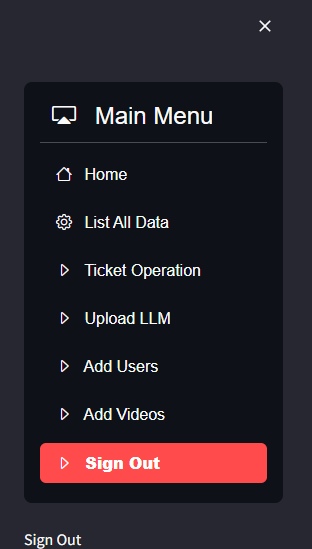 Main Menu
Home
List All Data
Ticket Operation
Upload LLM
Add Users
Add Videos
Sign Out
Sign Out